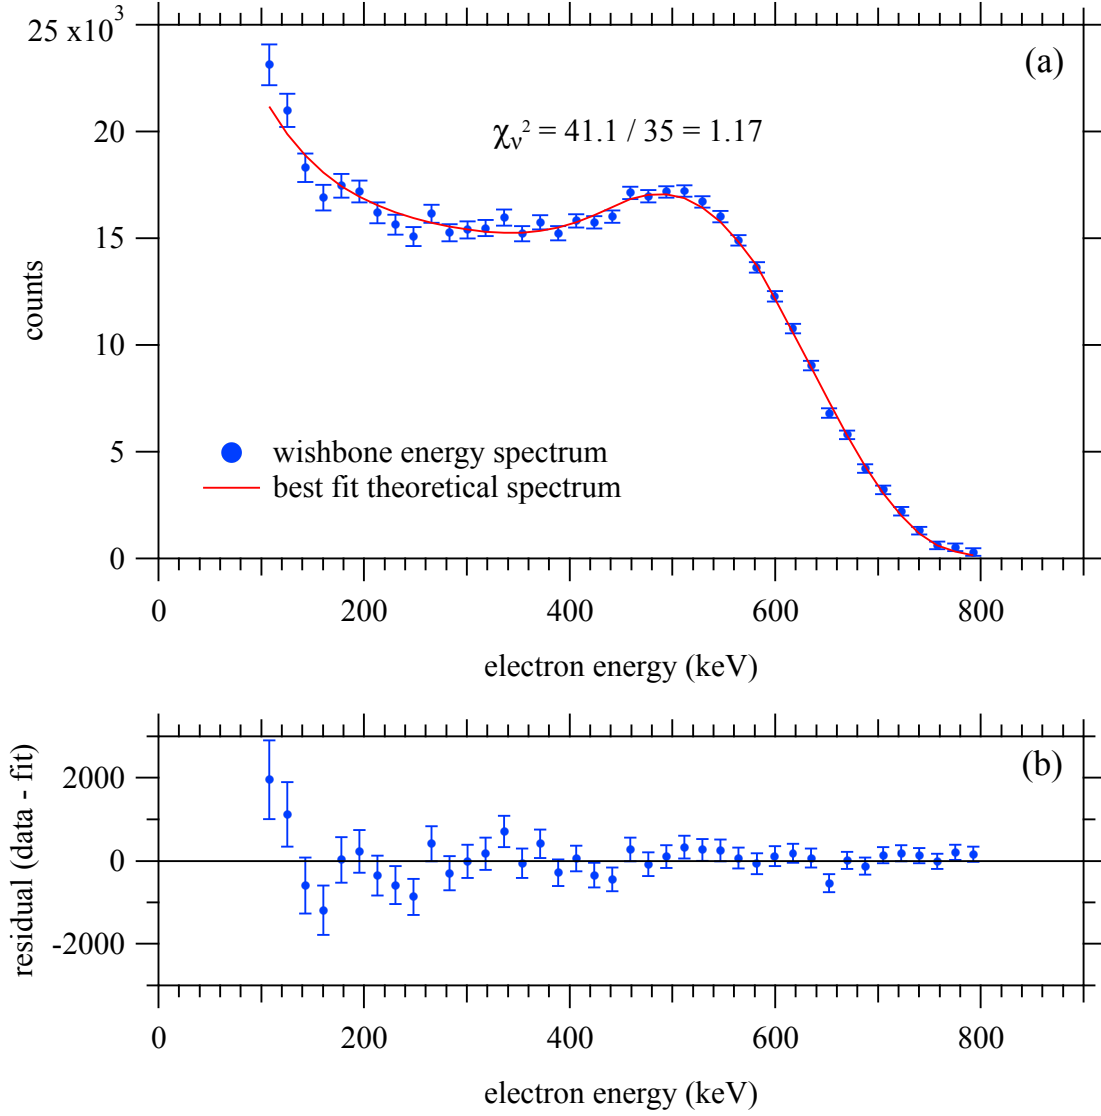 25 x10³
(a)
χᵥ² = 41.1 / 35 = 1.17
20
15
counts
10
wishbone energy spectrum
5
best fit theoretical spectrum
0
0 200 400 600 800
electron energy (keV)
(b)
2000
0
residual (data - fit)
-2000
0 200 400 600 800
electron energy (keV)